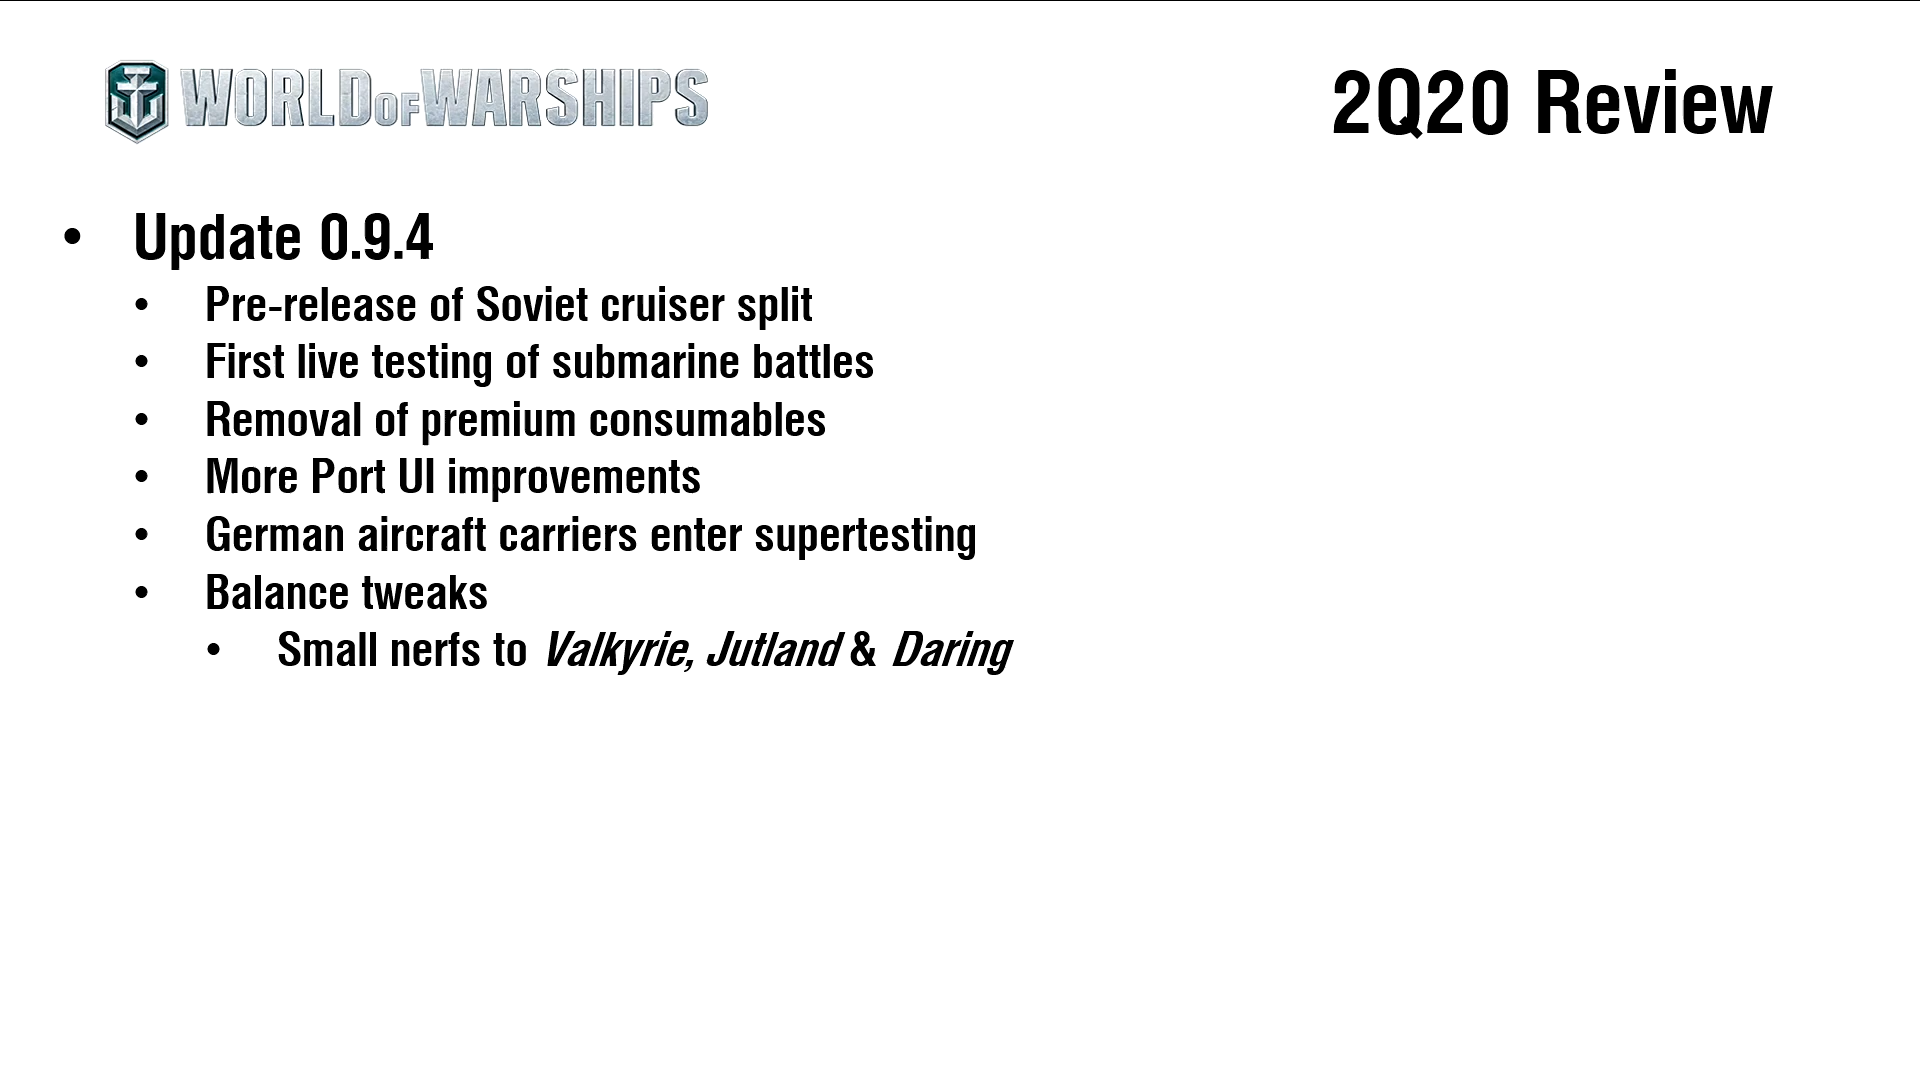 WORLD OF WARSHIPS
2Q20 Review
• Update 0.9.4
• Pre-release of Soviet cruiser split
• First live testing of submarine battles
• Removal of premium consumables
• More Port UI improvements
• German aircraft carriers enter supertesting
• Balance tweaks
• Small nerfs to Valkyrie, Jutland & Daring